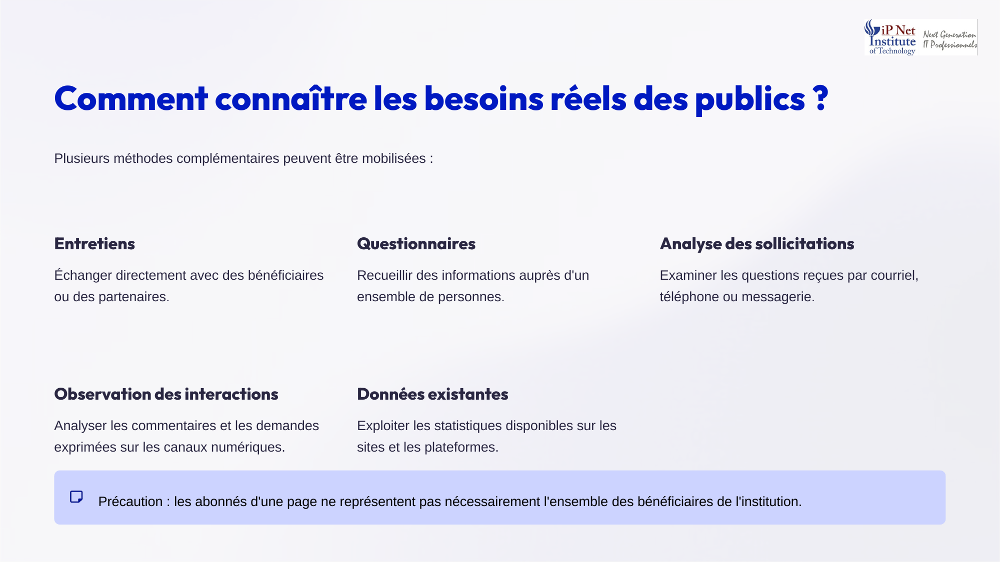 iP Net
Institute
of Technology
Next Generation
IT Professionnels
Comment connaître les besoins réels des publics ?
Plusieurs méthodes complémentaires peuvent être mobilisées :
Entretiens
Échanger directement avec des bénéficiaires
ou des partenaires.
Questionnaires
Recueillir des informations auprès d'un
ensemble de personnes.
Analyse des sollicitations
Examiner les questions reçues par courriel,
téléphone ou messagerie.
Observation des interactions
Analyser les commentaires et les demandes
exprimées sur les canaux numériques.
Données existantes
Exploiter les statistiques disponibles sur les
sites et les plateformes.
Précaution : les abonnés d'une page ne représentent pas nécessairement l'ensemble des bénéficiaires de l'institution.